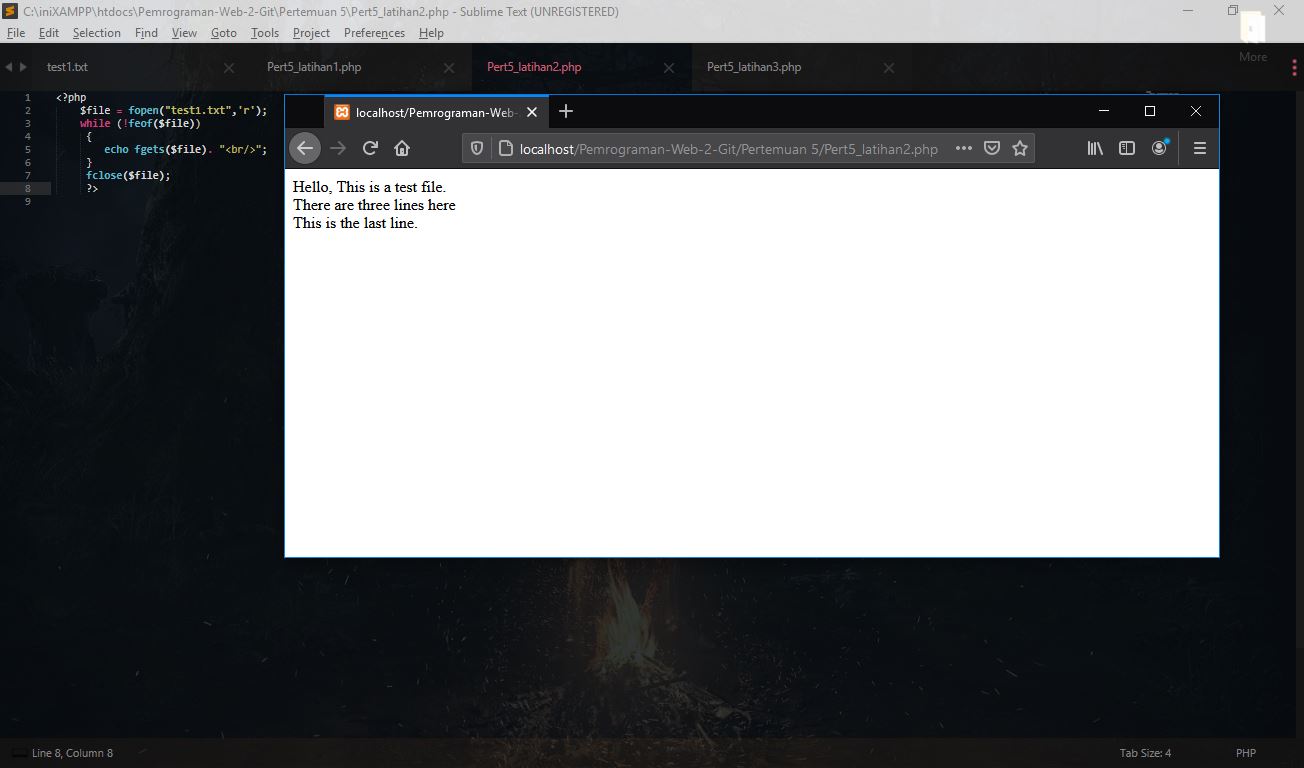 C:\iniXAMPP\htdocs\Pemrograman-Web-2-Git\Pertemuan 5\Pert5_latihan2.php - Sublime Text (UNREGISTERED)
File Edit Selection Find View Goto Tools Project Preferences Help
More
test1.txt Pert5_latihan1.php Pert5_latihan2.php Pert5_latihan3.php
1 <?php
2 $file = fopen("test1.txt",'r');
3 while (!feof($file))
4 {
5 echo fgets($file). "<br/>";
6 }
7 fclose($file);
8 ?>
9
localhost/Pemrograman-Web-
localhost/Pemrograman-Web-2-Git/Pertemuan 5/Pert5_latihan2.php
Hello, This is a test file.
There are three lines here
This is the last line.
Line 8, Column 8 Tab Size: 4 PHP